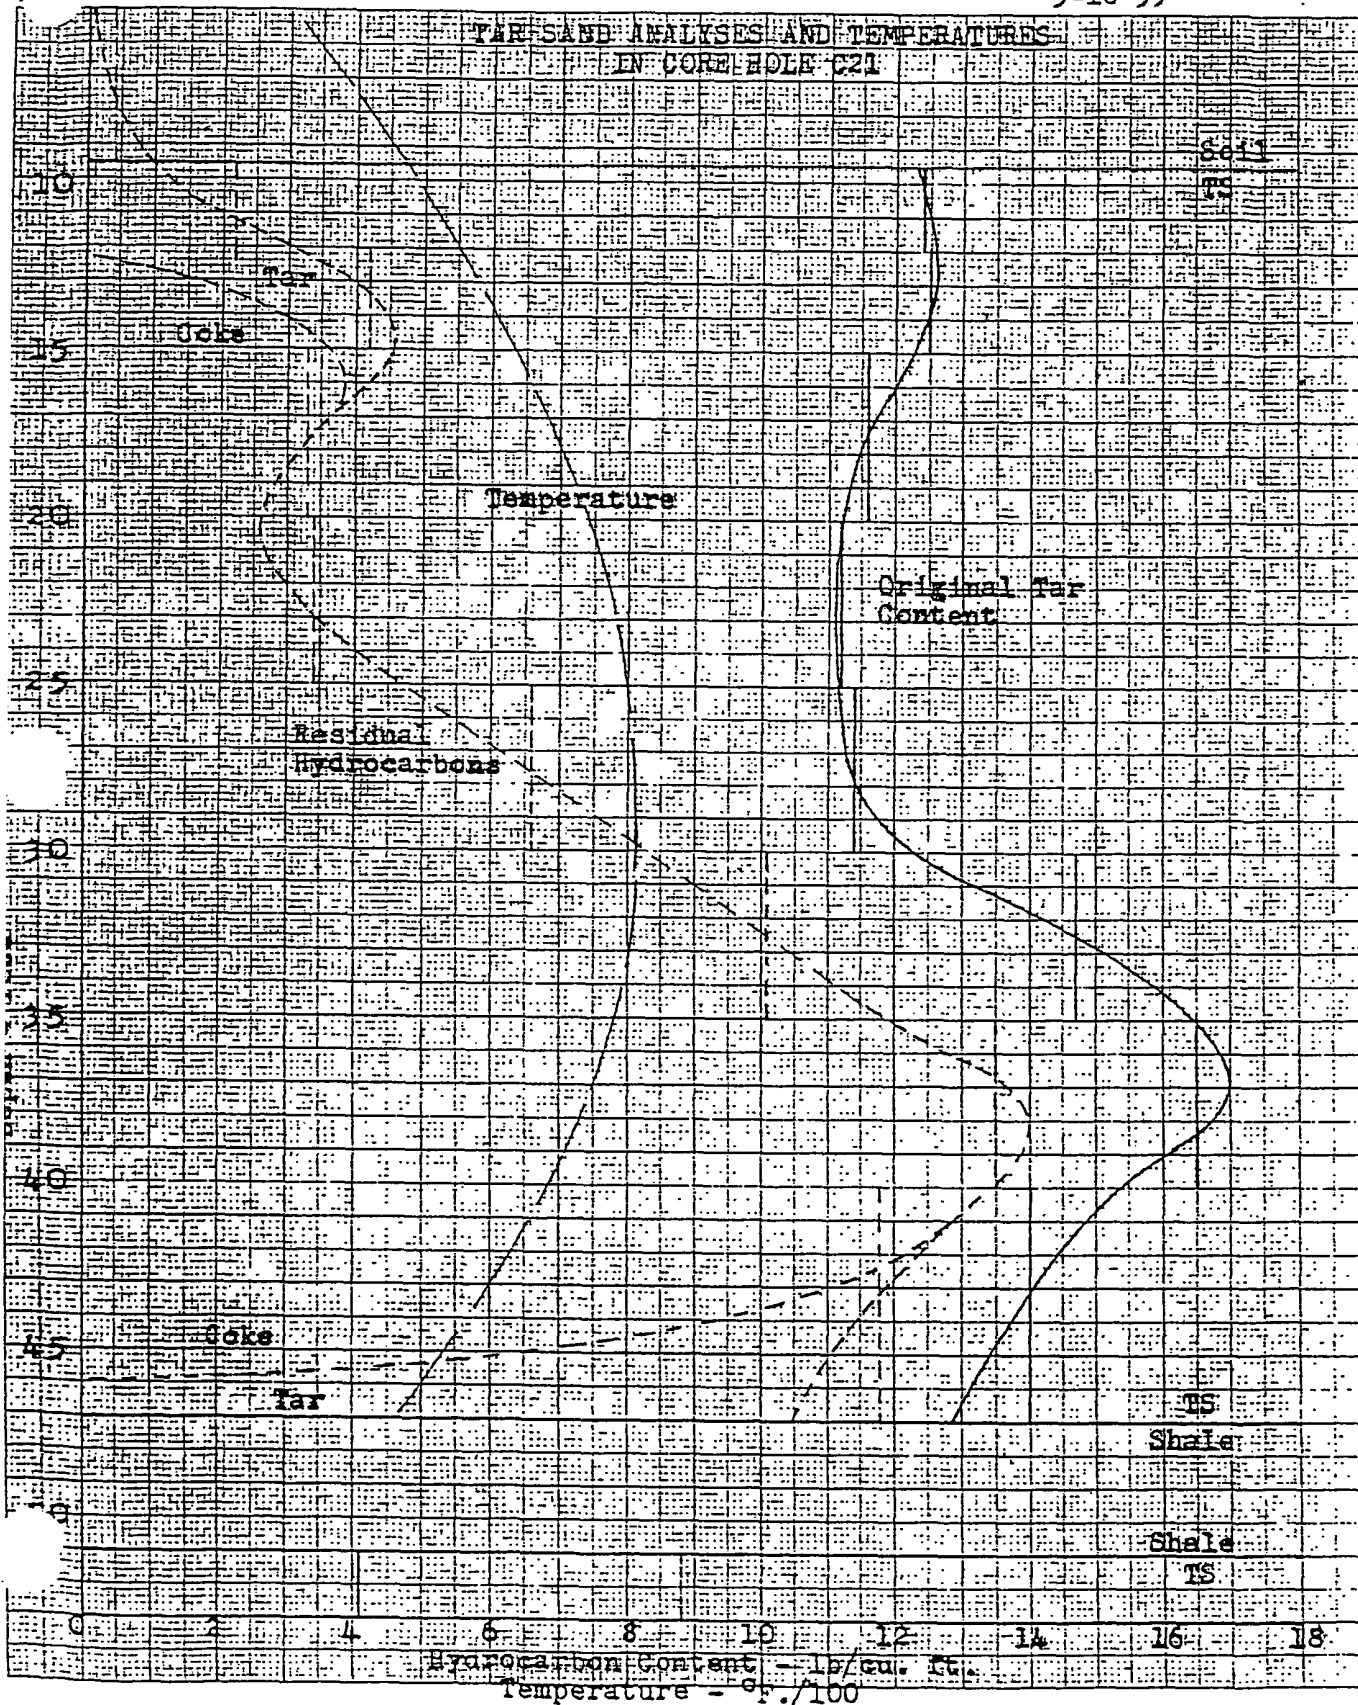 TAR SAND ANALYSES AND TEMPERATURES
IN CORE HOLE C21
Soil
TS
10
Tar
Coke
15
Temperature
20
Original Tar
Content
25
Residual
Hydrocarbons
30
35
40
Coke
45
Tar
TS
Shale
Shale
TS
0 2 4 6 8 10 12 14 16 18
Hydrocarbon Content - lb/cu. ft.
Temperature - °F./100